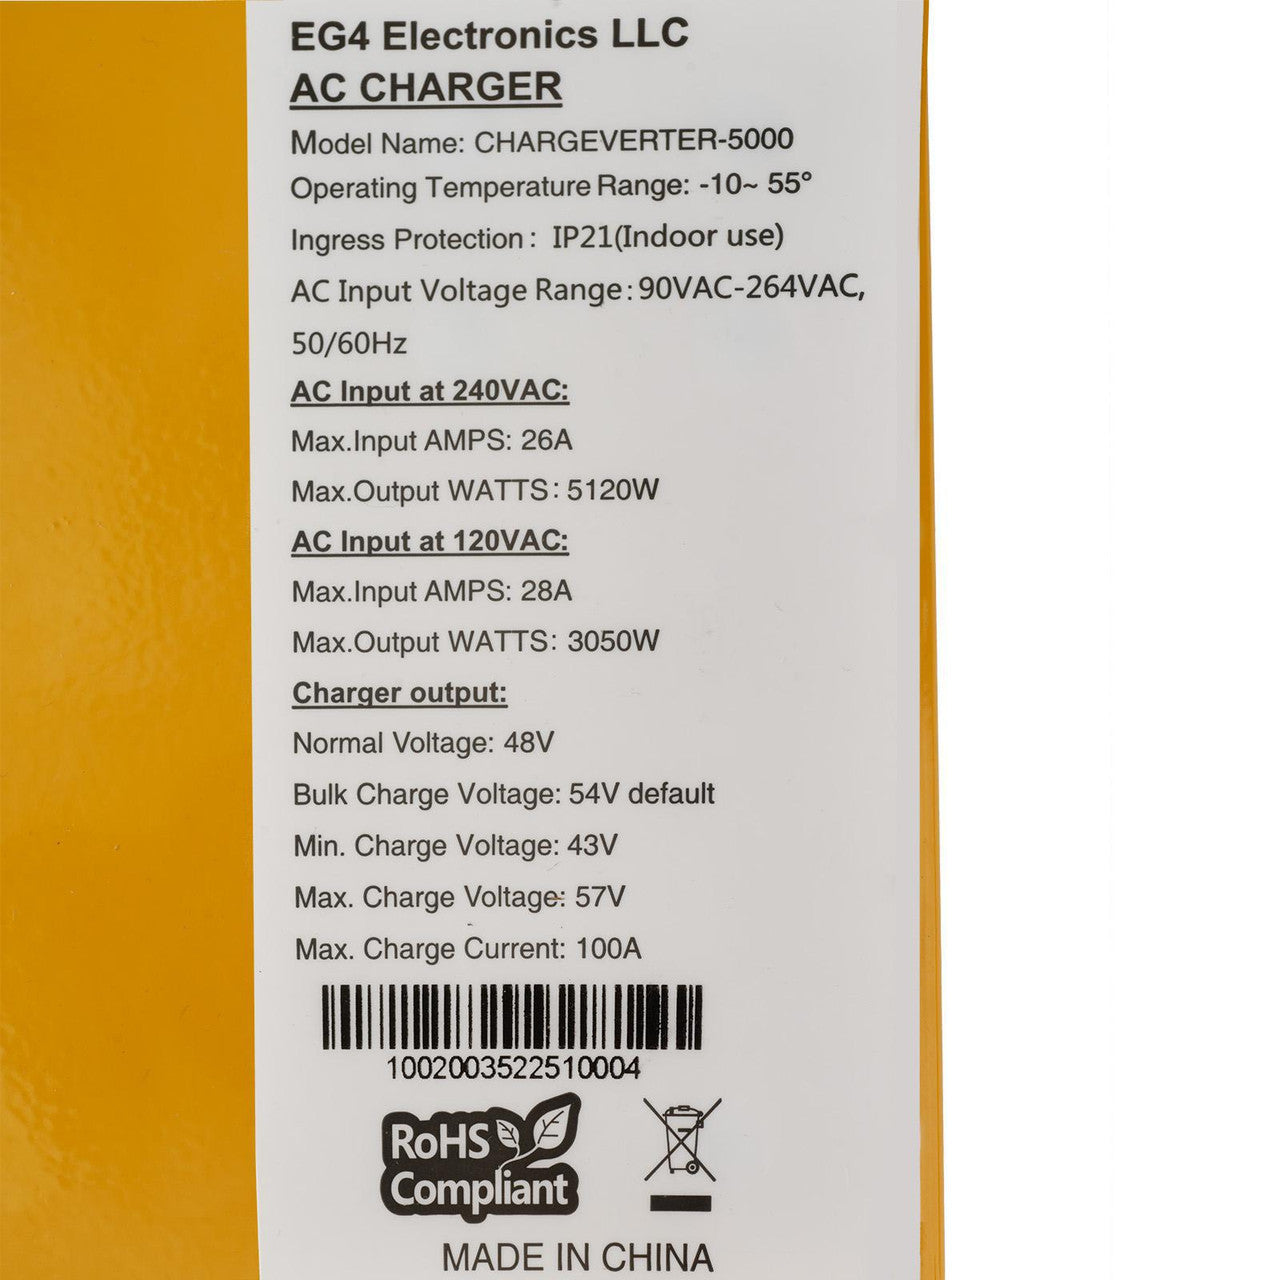 EG4 Electronics LLC
AC CHARGER
Model Name: CHARGEVERTER-5000
Operating Temperature Range: -10~ 55°
Ingress Protection: IP21(Indoor use)
AC Input Voltage Range:90VAC-264VAC,
50/60Hz
AC Input at 240VAC:
Max.Input AMPS: 26A
Max.Output WATTS: 5120W
AC Input at 120VAC:
Max.Input AMPS: 28A
Max.Output WATTS: 3050W
Charger output:
Normal Voltage: 48V
Bulk Charge Voltage: 54V default
Min. Charge Voltage: 43V
Max. Charge Voltage: 57V
Max. Charge Current: 100A
1002003522510004
RoHS
Compliant
MADE IN CHINA